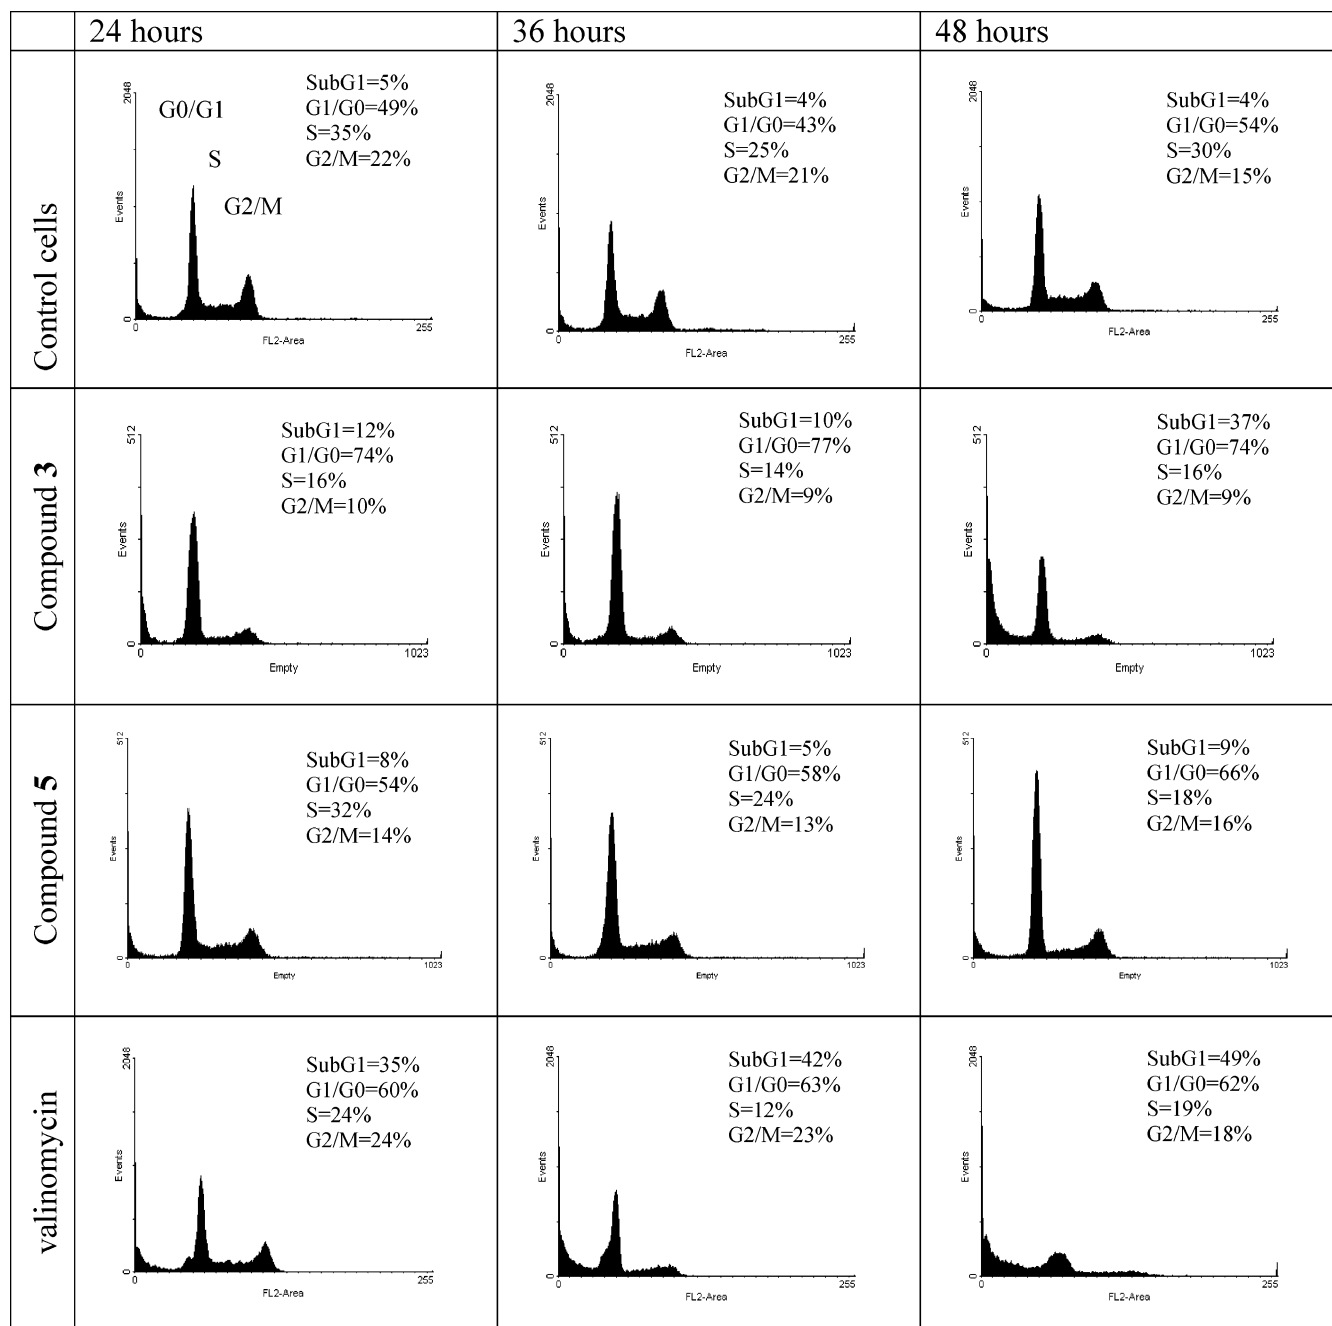 24 hours
36 hours
48 hours
Control cells
2048
Events
0
G0/G1
S
G2/M
SubG1=5%
G1/G0=49%
S=35%
G2/M=22%
0
255
FL2-Area
2048
Events
0
SubG1=4%
G1/G0=43%
S=25%
G2/M=21%
0
255
FL2-Area
2048
Events
0
SubG1=4%
G1/G0=54%
S=30%
G2/M=15%
0
255
FL2-Area
Compound 3
512
Events
0
SubG1=12%
G1/G0=74%
S=16%
G2/M=10%
0
1023
Empty
512
Events
0
SubG1=10%
G1/G0=77%
S=14%
G2/M=9%
0
1023
Empty
512
Events
0
SubG1=37%
G1/G0=74%
S=16%
G2/M=9%
0
1023
Empty
Compound 5
512
Events
0
SubG1=8%
G1/G0=54%
S=32%
G2/M=14%
0
1023
Empty
512
Events
0
SubG1=5%
G1/G0=58%
S=24%
G2/M=13%
0
1023
Empty
512
Events
0
SubG1=9%
G1/G0=66%
S=18%
G2/M=16%
0
1023
Empty
valinomycin
2048
Events
0
SubG1=35%
G1/G0=60%
S=24%
G2/M=24%
0
255
FL2-Area
2048
Events
0
SubG1=42%
G1/G0=63%
S=12%
G2/M=23%
0
255
FL2-Area
2048
Events
0
SubG1=49%
G1/G0=62%
S=19%
G2/M=18%
0
255
FL2-Area